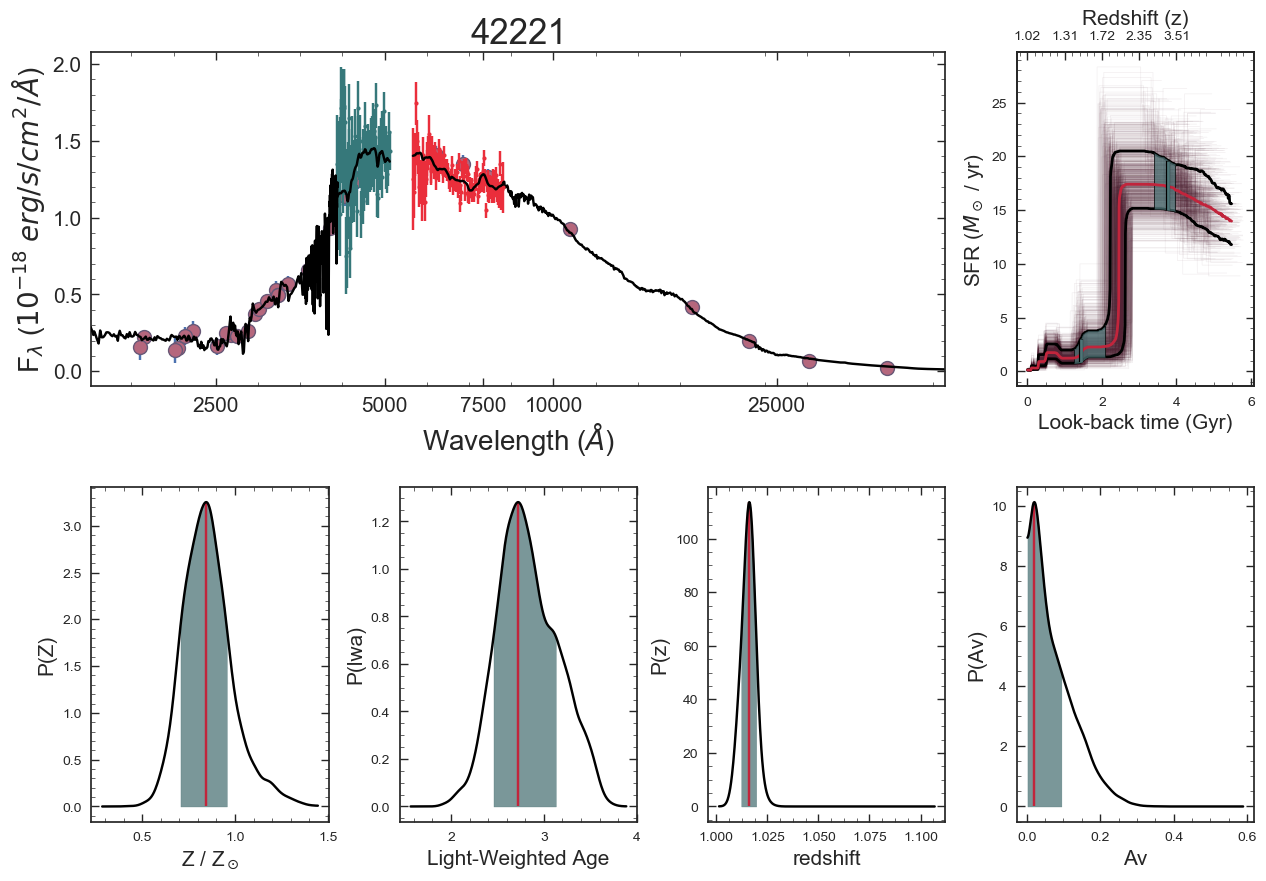 42221
Redshift (z)
1.02 1.31 1.72 2.35 3.51
F_λ (10^{-18} erg/s/cm^2/Å)
2.0
1.5
1.0
0.5
0.0
2500 5000 7500 10000 25000
Wavelength (Å)
SFR (M_⊙ / yr)
25
20
15
10
5
0
0 2 4 6
Look-back time (Gyr)
P(Z)
3.0
2.5
2.0
1.5
1.0
0.5
0.0
0.5 1.0 1.5
Z / Z_⊙
P(lwa)
1.2
1.0
0.8
0.6
0.4
0.2
0.0
2 3 4
Light-Weighted Age
P(z)
100
80
60
40
20
0
1.000 1.025 1.050 1.075 1.100
redshift
P(Av)
10
8
6
4
2
0
0.0 0.2 0.4 0.6
Av